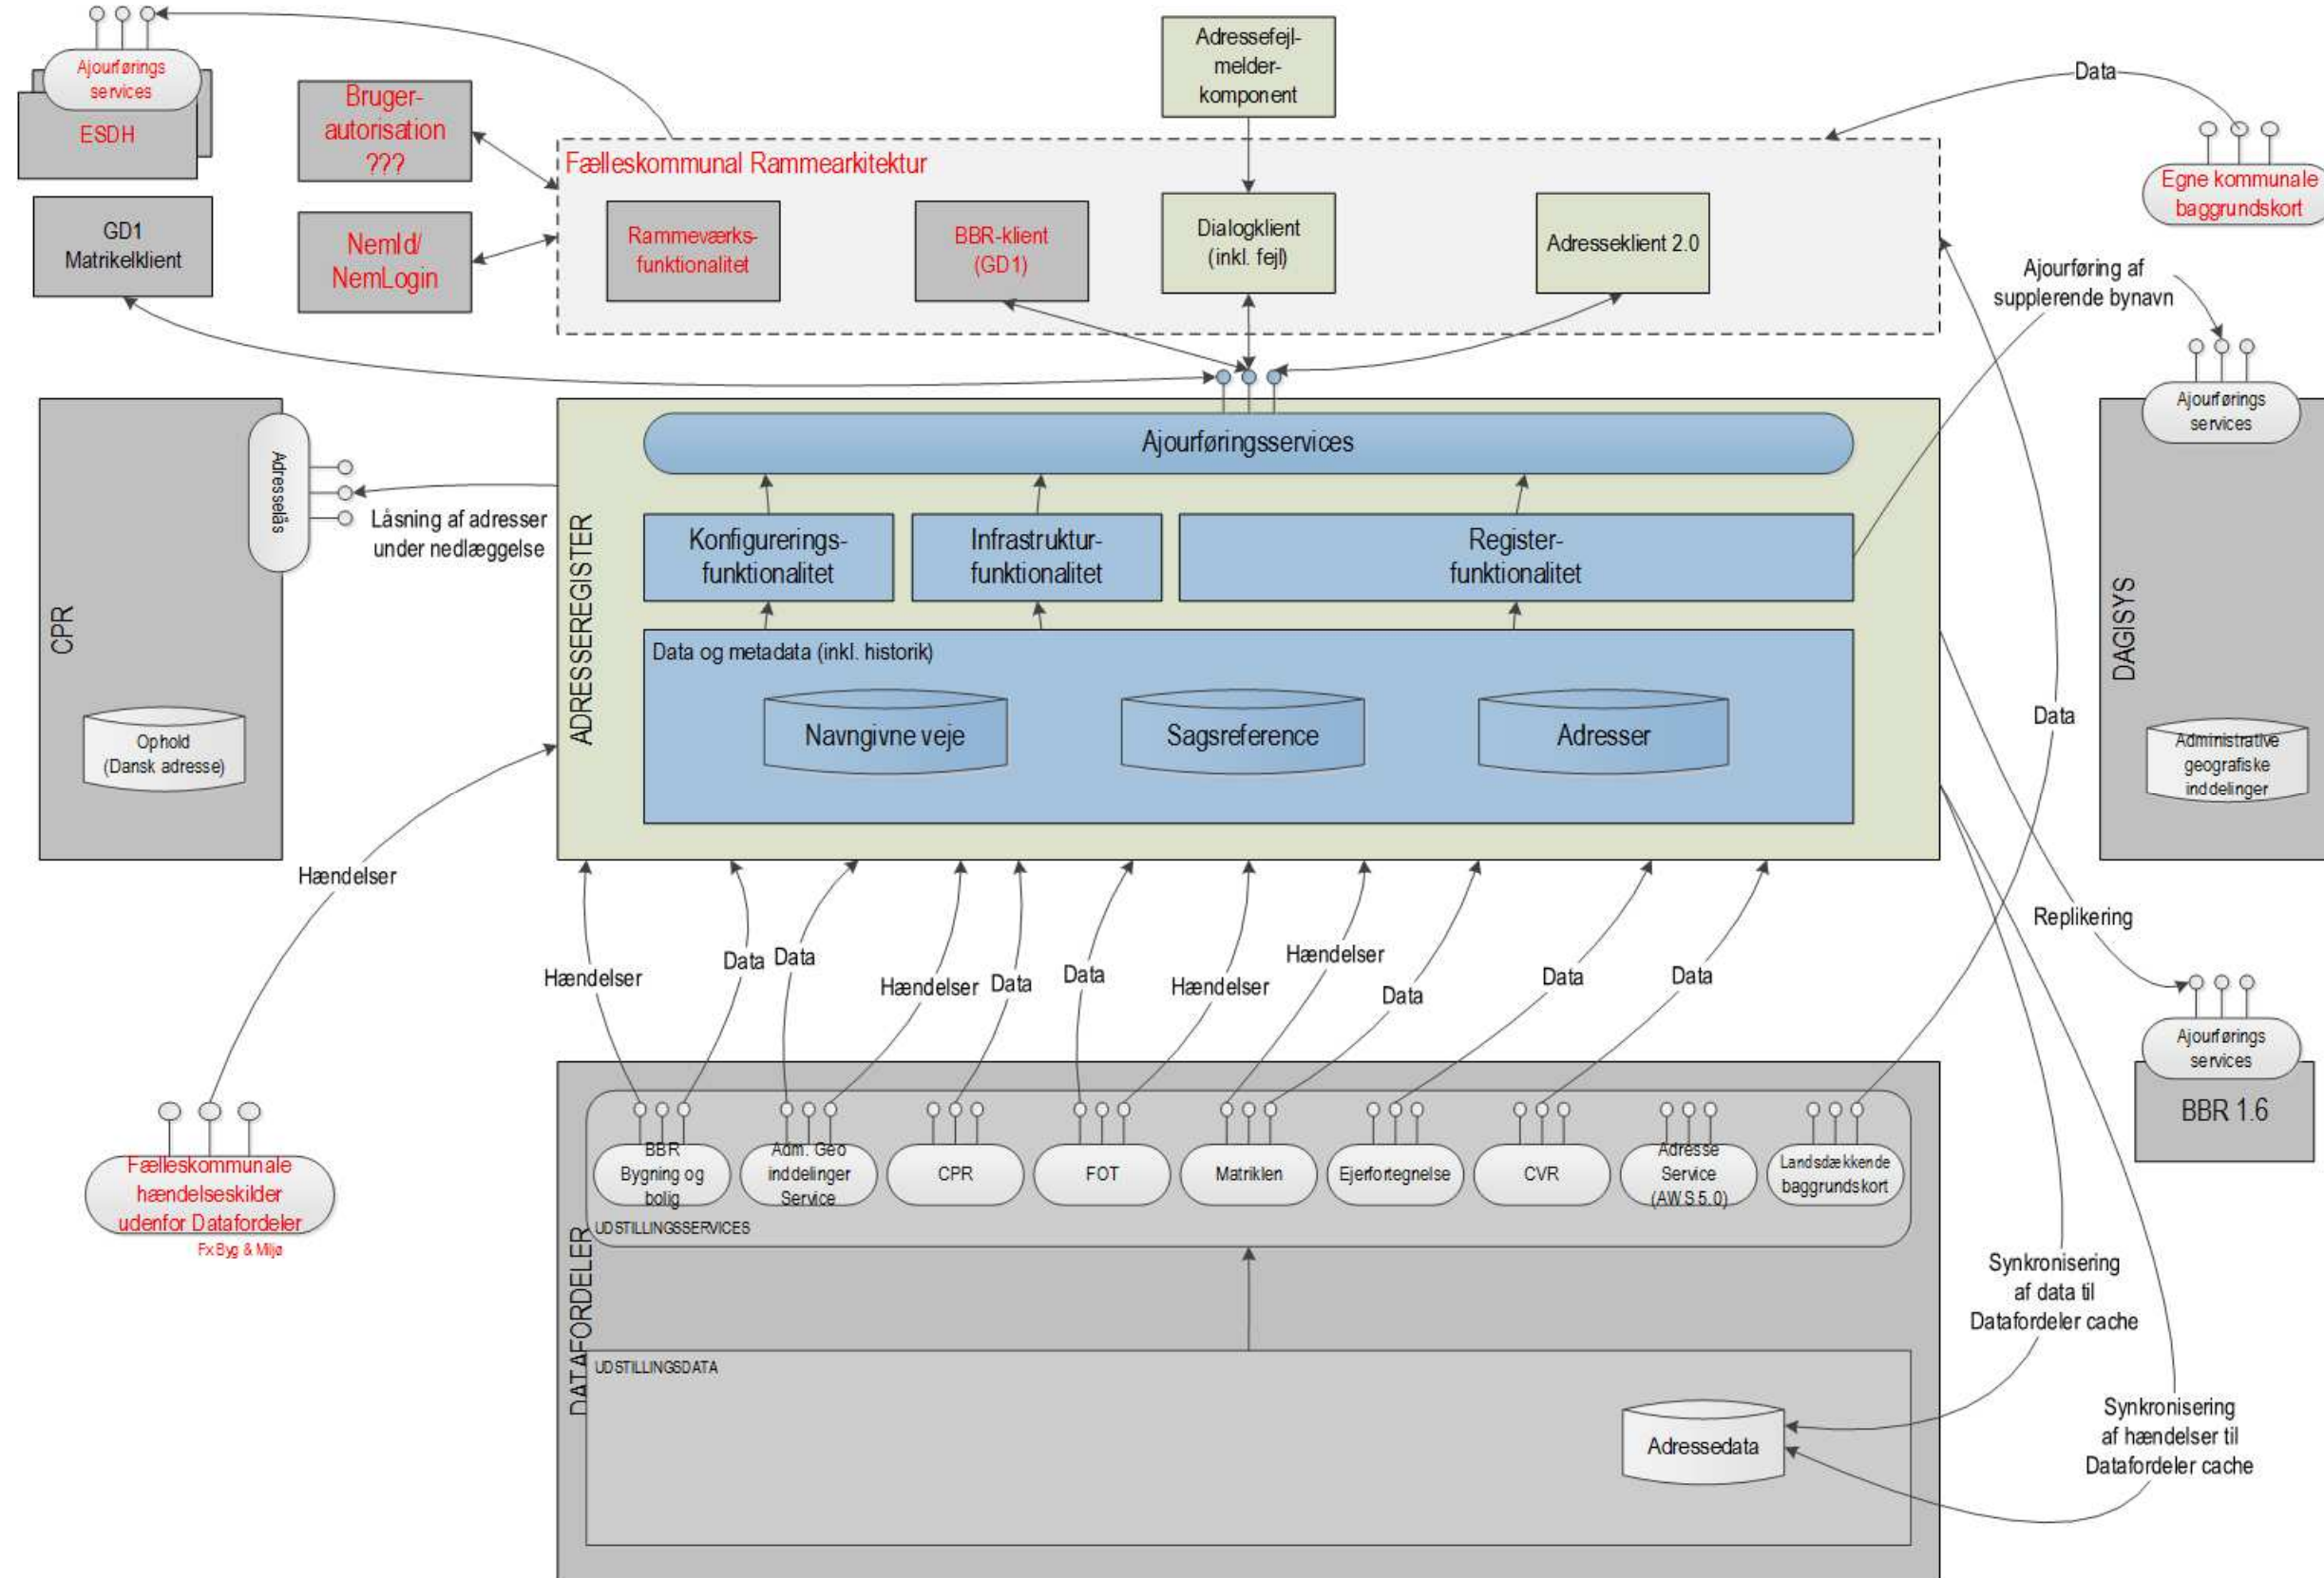 Ajourførings
services
ESDH
Bruger-
autorisation
???
GD1
Matrikelklient
NemId/
NemLogin
Adressefejl-
melder-
komponent
Fælleskommunal Rammearkitektur
Rammeværks-
funktionalitet
BBR-klient
(GD1)
Dialogklient
(inkl. fejl)
Adresseklient 2.0
Data
Egne kommunale
baggrundskort
Ajourføring af
supplerende bynavn
Ajourførings
services
DAGISYS
Administrative
geografiske
inddelinger
CPR
Adresselås
Ophold
(Dansk adresse)
Låsning af adresser
under nedlæggelse
ADRESSEREGISTER
Ajourføringsservices
Konfigurerings-
funktionalitet
Infrastruktur-
funktionalitet
Register-
funktionalitet
Data og metadata (inkl. historik)
Navngivne veje
Sagsreference
Adresser
Data
Replikering
Ajourførings
services
BBR 1.6
Hændelser
Fælleskommunale
hændelseskilder
udenfor Datafordeler
Fx Byg & Miljø
Hændelser
Data
Data
Hændelser
Data
Data
Hændelser
Hændelser
Data
Data
Data
DATAFORDELER
BBR
Bygning og
bolig
Adm. Geo
inddelinger
Service
CPR
FOT
Matriklen
Ejerfortegnelse
CVR
Adresse
Service
(AWS 5.0)
Landsdækkende
baggrundskort
UDSTILLINGSSERVICES
UDSTILLINGSDATA
Adressedata
Synkronisering
af data til
Datafordeler cache
Synkronisering
af hændelser til
Datafordeler cache